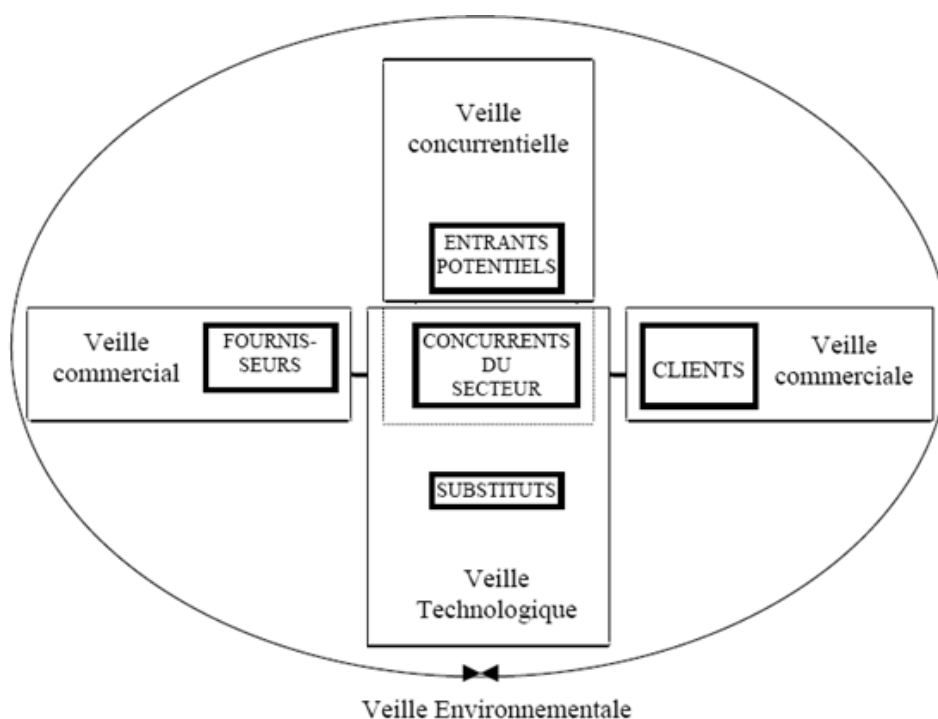 Veille
concurrentielle
ENTRANTS
POTENTIELS
Veille
commercial
FOURNIS-
SEURS
CONCURRENTS
DU
SECTEUR
CLIENTS
Veille
commerciale
SUBSTITUTS
Veille
Technologique
Veille Environnementale